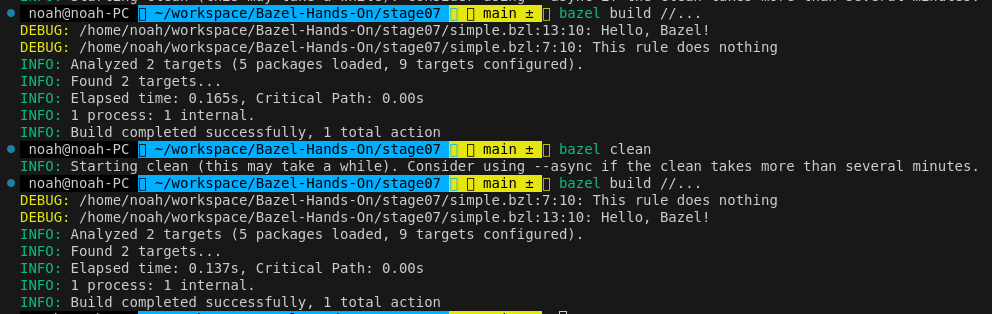 noah@noah-PC ~/workspace/Bazel-Hands-On/stage07 main ± bazel build //...
DEBUG: /home/noah/workspace/Bazel-Hands-On/stage07/simple.bzl:13:10: Hello, Bazel!
DEBUG: /home/noah/workspace/Bazel-Hands-On/stage07/simple.bzl:7:10: This rule does nothing
INFO: Analyzed 2 targets (5 packages loaded, 9 targets configured).
INFO: Found 2 targets...
INFO: Elapsed time: 0.165s, Critical Path: 0.00s
INFO: 1 process: 1 internal.
INFO: Build completed successfully, 1 total action
noah@noah-PC ~/workspace/Bazel-Hands-On/stage07 main ± bazel clean
INFO: Starting clean (this may take a while). Consider using --async if the clean takes more than several minutes.
noah@noah-PC ~/workspace/Bazel-Hands-On/stage07 main ± bazel build //...
DEBUG: /home/noah/workspace/Bazel-Hands-On/stage07/simple.bzl:7:10: This rule does nothing
DEBUG: /home/noah/workspace/Bazel-Hands-On/stage07/simple.bzl:13:10: Hello, Bazel!
INFO: Analyzed 2 targets (5 packages loaded, 9 targets configured).
INFO: Found 2 targets...
INFO: Elapsed time: 0.137s, Critical Path: 0.00s
INFO: 1 process: 1 internal.
INFO: Build completed successfully, 1 total action